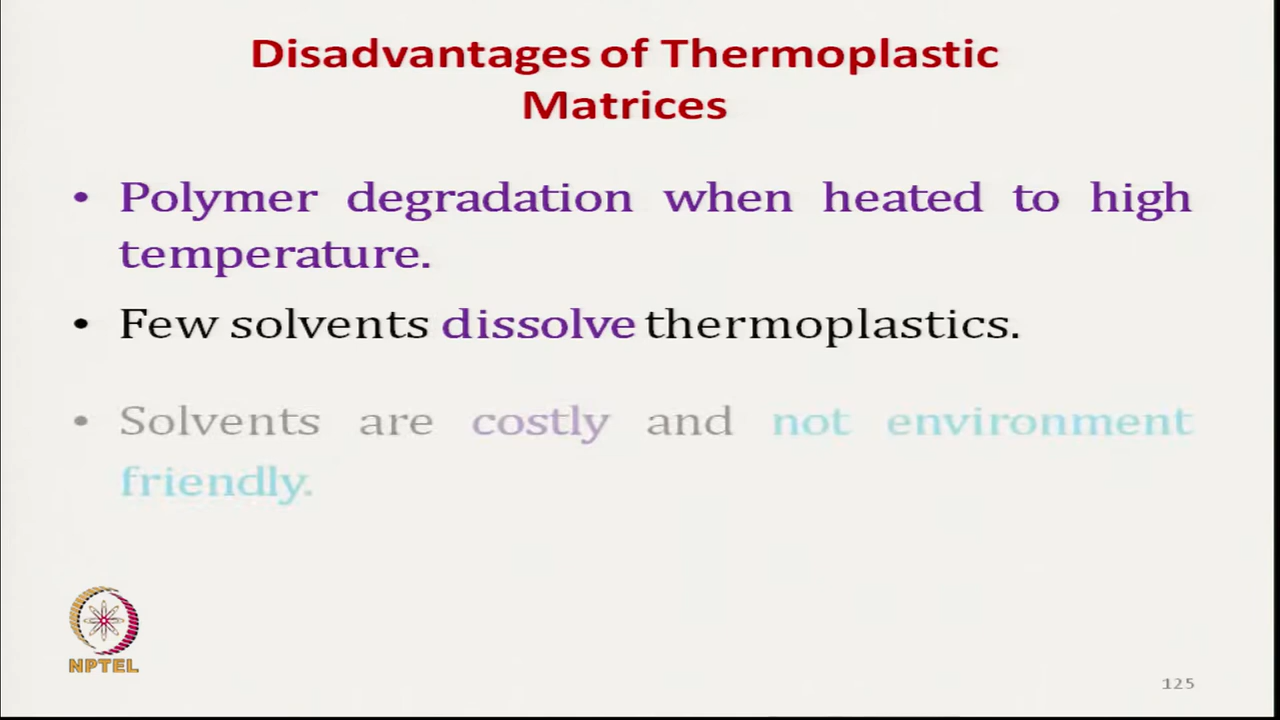 Disadvantages of Thermoplastic
Matrices
• Polymer degradation when heated to high
temperature.
• Few solvents dissolve thermoplastics.
• Solvents are costly and not environment
friendly.
NPTEL
125